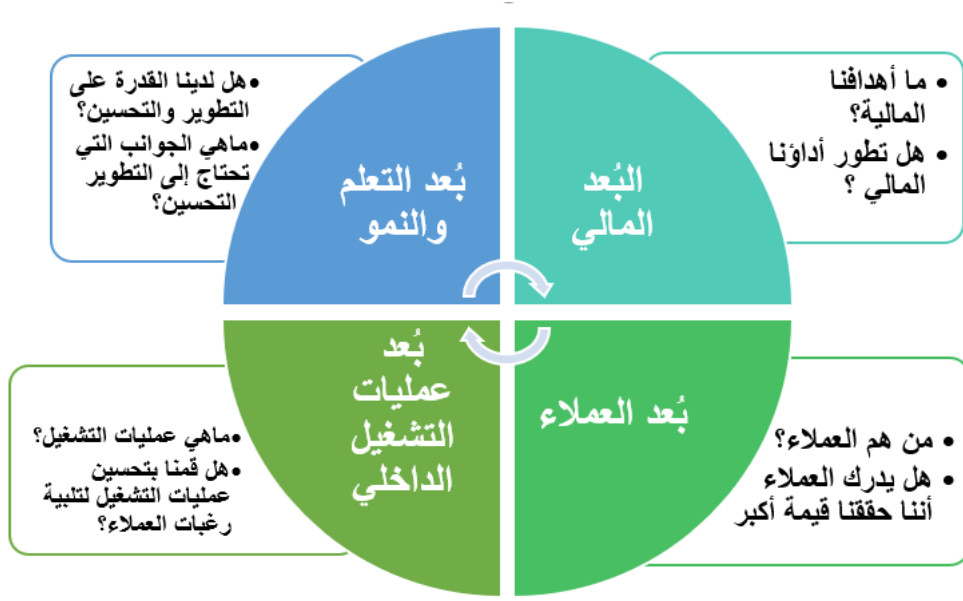 البُعد
المالي
• ما أهدافنا
المالية؟
• هل تطور أداؤنا
المالي ؟
بُعد التعلم
والنمو
•هل لدينا القدرة على
التطوير والتحسين؟
•ماهي الجوانب التي
تحتاج إلى التطوير
التحسين؟
بُعد العملاء
• من هم العملاء؟
• هل يدرك العملاء
أننا حققنا قيمة أكبر
بُعد
عمليات
التشغيل
الداخلي
•ماهي عمليات التشغيل؟
•هل قمنا بتحسين
عمليات التشغيل لتلبية
رغبات العملاء؟